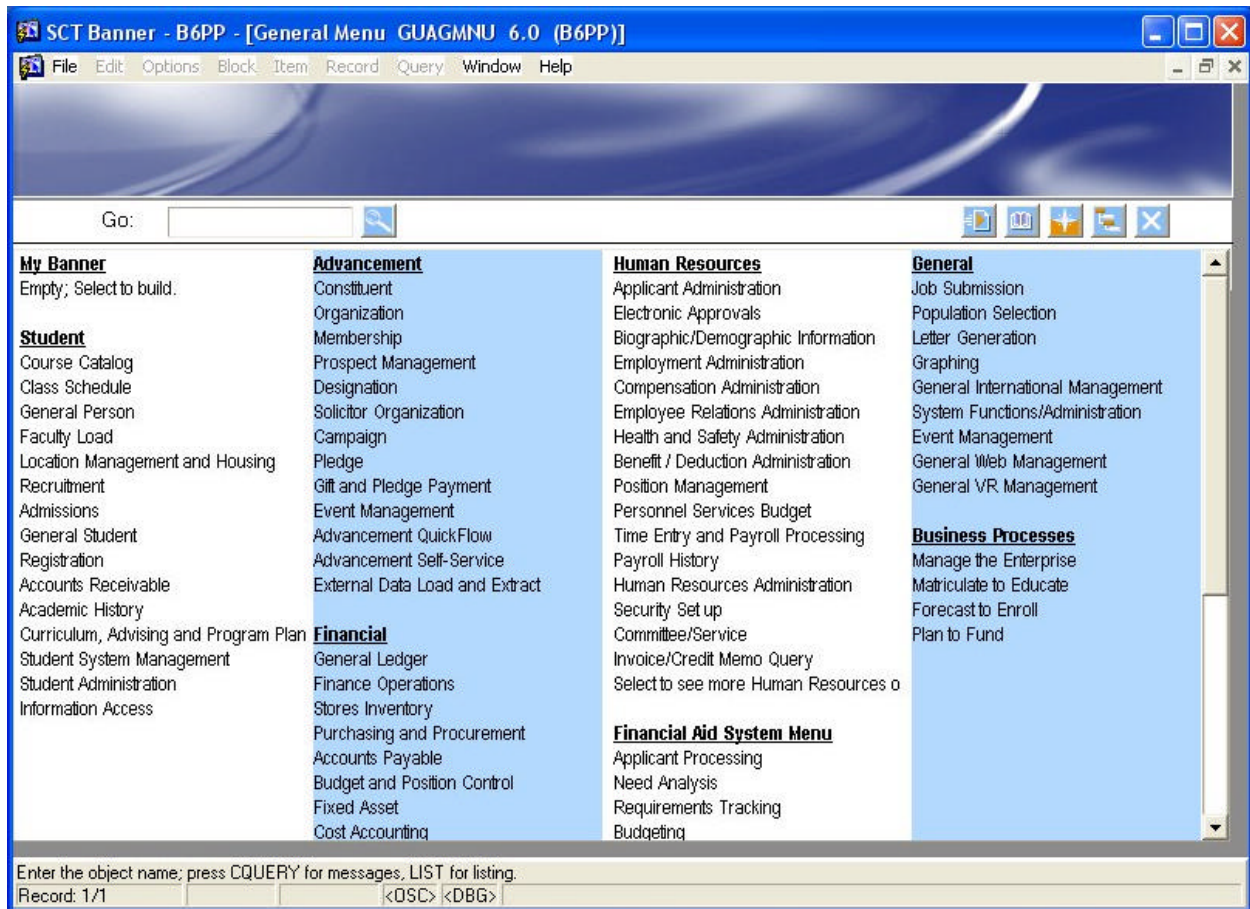 SCT Banner - B6PP - [General Menu GUAGMNU 6.0 (B6PP)]
File Edit Options Block Item Record Query Window Help
Go:
My Banner
Empty; Select to build.
Student
Course Catalog
Class Schedule
General Person
Faculty Load
Location Management and Housing
Recruitment
Admissions
General Student
Registration
Accounts Receivable
Academic History
Curriculum, Advising and Program Plan
Student System Management
Student Administration
Information Access
Advancement
Constituent
Organization
Membership
Prospect Management
Designation
Solicitor Organization
Campaign
Pledge
Gift and Pledge Payment
Event Management
Advancement QuickFlow
Advancement Self-Service
External Data Load and Extract
Financial
General Ledger
Finance Operations
Stores Inventory
Purchasing and Procurement
Accounts Payable
Budget and Position Control
Fixed Asset
Cost Accounting
Human Resources
Applicant Administration
Electronic Approvals
Biographic/Demographic Information
Employment Administration
Compensation Administration
Employee Relations Administration
Health and Safety Administration
Benefit / Deduction Administration
Position Management
Personnel Services Budget
Time Entry and Payroll Processing
Payroll History
Human Resources Administration
Security Set up
Committee/Service
Invoice/Credit Memo Query
Select to see more Human Resources o
Financial Aid System Menu
Applicant Processing
Need Analysis
Requirements Tracking
Budgeting
General
Job Submission
Population Selection
Letter Generation
Graphing
General International Management
System Functions/Administration
Event Management
General Web Management
General VR Management
Business Processes
Manage the Enterprise
Matriculate to Educate
Forecast to Enroll
Plan to Fund
Enter the object name; press CQUERY for messages, LIST for listing.
Record: 1/1 <OSC> <DBG>